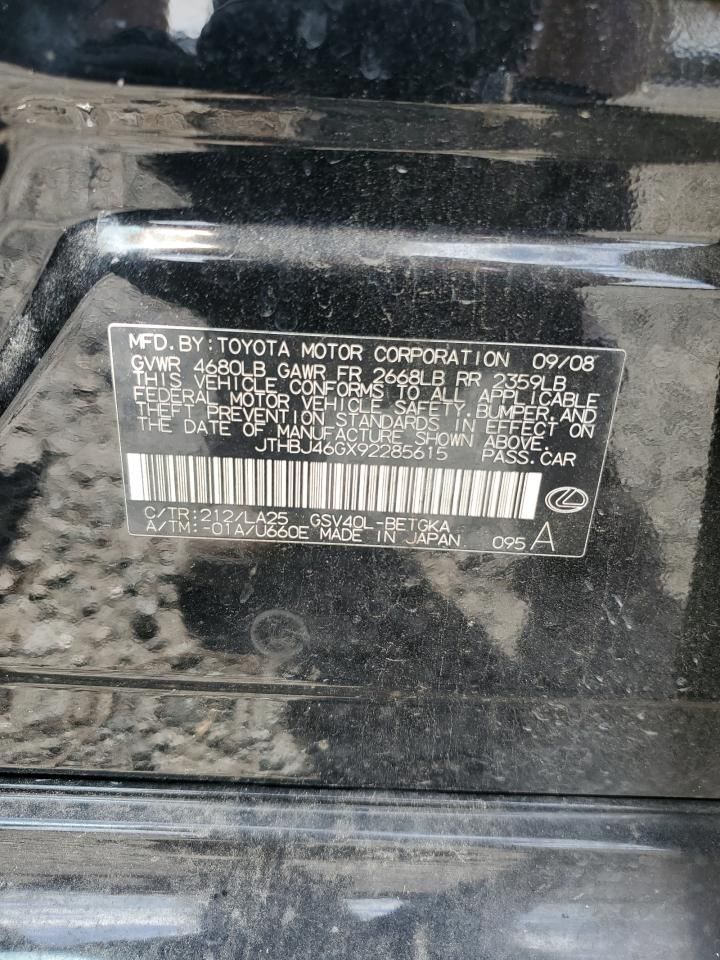 MFD.BY:TOYOTA MOTOR CORPORATION 09/08
GVWR 4680LB GAWR FR 2668LB RR 2359LB
THIS VEHICLE CONFORMS TO ALL APPLICABLE
FEDERAL MOTOR VEHICLE SAFETY,BUMPER,AND
THEFT PREVENTION STANDARDS IN EFFECT ON
THE DATE OF MANUFACTURE SHOWN ABOVE.
JTHBJ46GX92285615 PASS.CAR
C/TR:212/LA25 GSV40L-BETGKA
A/TM:-01A/U660E MADE IN JAPAN 095 A